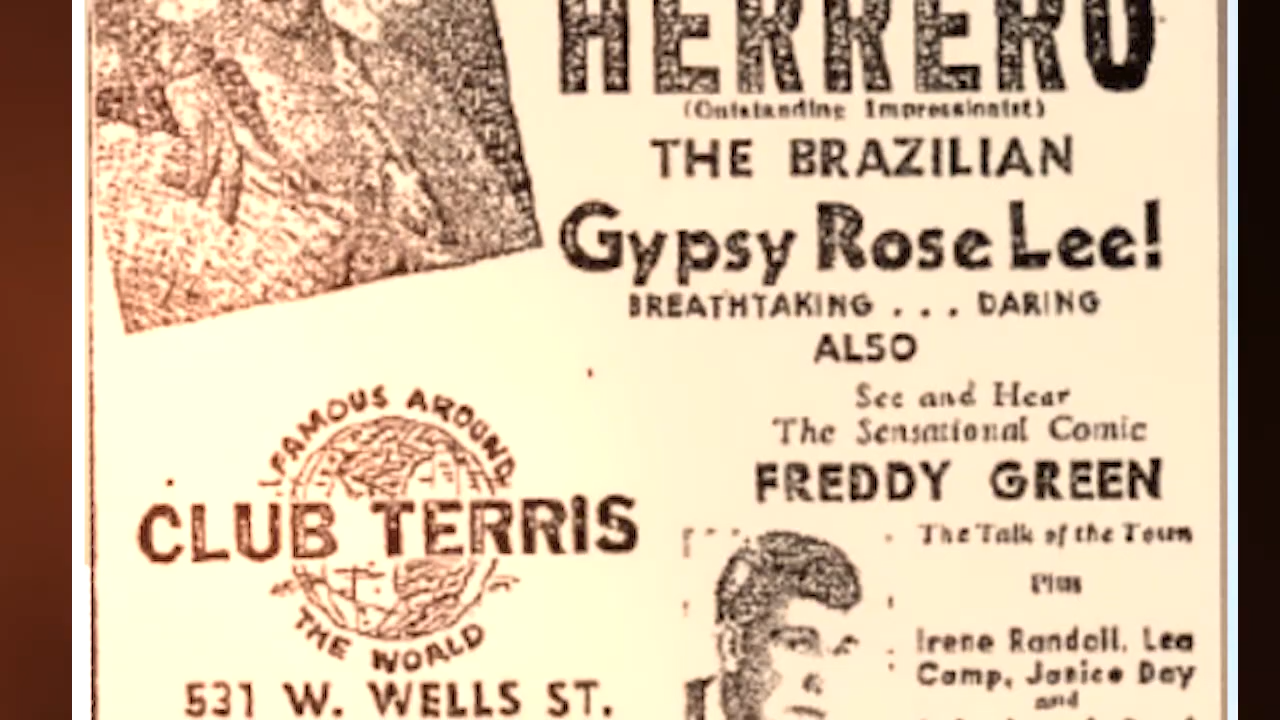 HERRERO
(Outstanding Impressionist)
THE BRAZILIAN
Gypsy Rose Lee!
BREATHTAKING . . . DARING
ALSO
See and Hear
The Sensational Comic
FREDDY GREEN
The Talk of the Town
Plus
Irene Randall, Lea
Camp, Janice Day
and
FAMOUS AROUND
CLUB TERRIS
THE WORLD
531 W. WELLS ST.